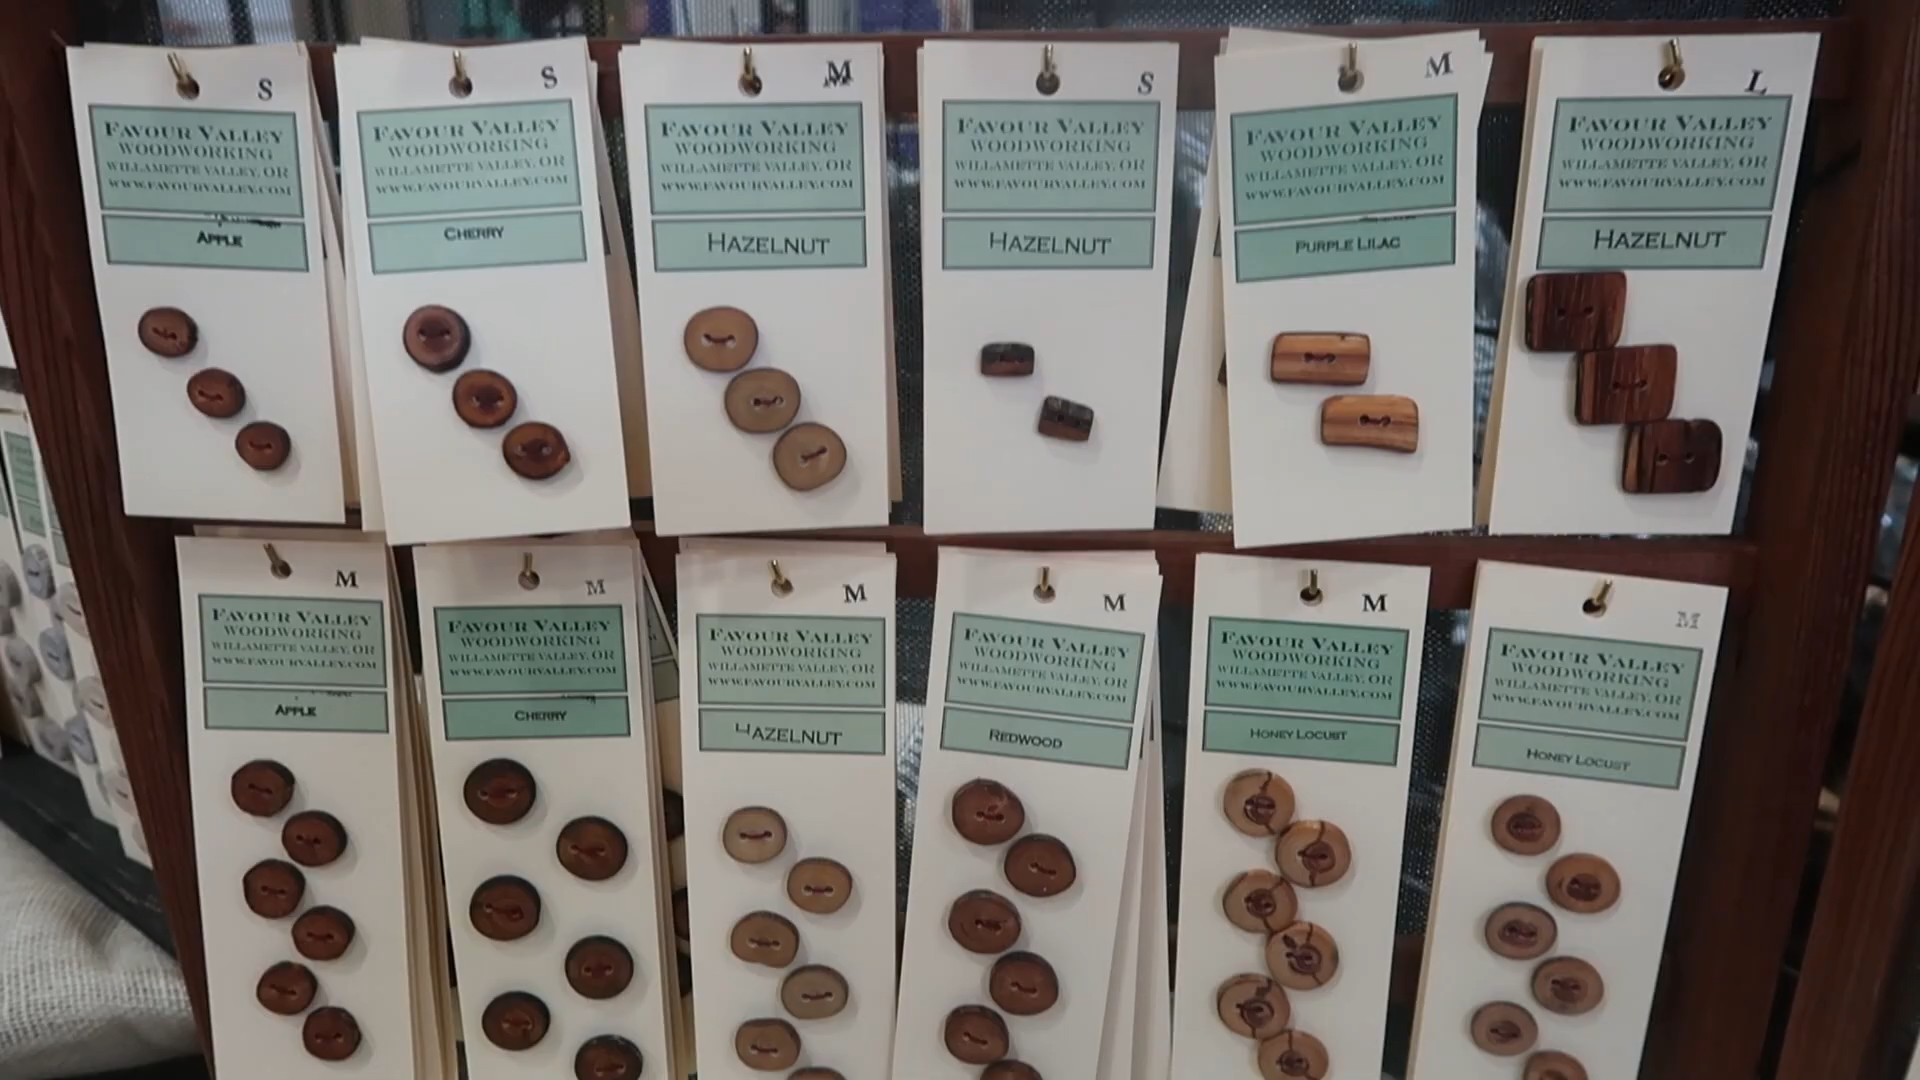 S
FAVOUR VALLEY
WOODWORKING
WILLAMETTE VALLEY, OR
WWW.FAVOURVALLEY.COM
APPLE
S
FAVOUR VALLEY
WOODWORKING
WILLAMETTE VALLEY, OR
WWW.FAVOURVALLEY.COM
CHERRY
M
FAVOUR VALLEY
WOODWORKING
WILLAMETTE VALLEY, OR
WWW.FAVOURVALLEY.COM
HAZELNUT
S
FAVOUR VALLEY
WOODWORKING
WILLAMETTE VALLEY, OR
WWW.FAVOURVALLEY.COM
HAZELNUT
M
FAVOUR VALLEY
WOODWORKING
WILLAMETTE VALLEY, OR
WWW.FAVOURVALLEY.COM
PURPLE LILAC
L
FAVOUR VALLEY
WOODWORKING
WILLAMETTE VALLEY, OR
WWW.FAVOURVALLEY.COM
HAZELNUT
M
FAVOUR VALLEY
WOODWORKING
WILLAMETTE VALLEY, OR
WWW.FAVOURVALLEY.COM
APPLE
M
FAVOUR VALLEY
WOODWORKING
WILLAMETTE VALLEY, OR
WWW.FAVOURVALLEY.COM
CHERRY
M
FAVOUR VALLEY
WOODWORKING
WILLAMETTE VALLEY, OR
WWW.FAVOURVALLEY.COM
HAZELNUT
M
FAVOUR VALLEY
WOODWORKING
WILLAMETTE VALLEY, OR
WWW.FAVOURVALLEY.COM
REDWOOD
M
FAVOUR VALLEY
WOODWORKING
WILLAMETTE VALLEY, OR
WWW.FAVOURVALLEY.COM
HONEY LOCUST
M
FAVOUR VALLEY
WOODWORKING
WILLAMETTE VALLEY, OR
WWW.FAVOURVALLEY.COM
HONEY LOCUST